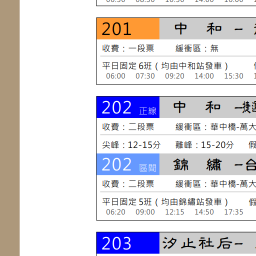 201 中 和 -
收費：一段票 緩衝區：無
平日固定6班（均由中和站發車）
06:00 07:30 09:20 14:00 15:30
202 正線 中 和 -
收費：二段票 緩衝區：華中橋-萬大
尖峰：12-15分 離峰：15-20分 假
202 區間 錦 繡 -
收費：二段票 緩衝區：華中橋-萬大
平日固定5班（均由錦繡站發車） 假
06:20 09:00 12:15 14:50 17:35
203 汐止社后-